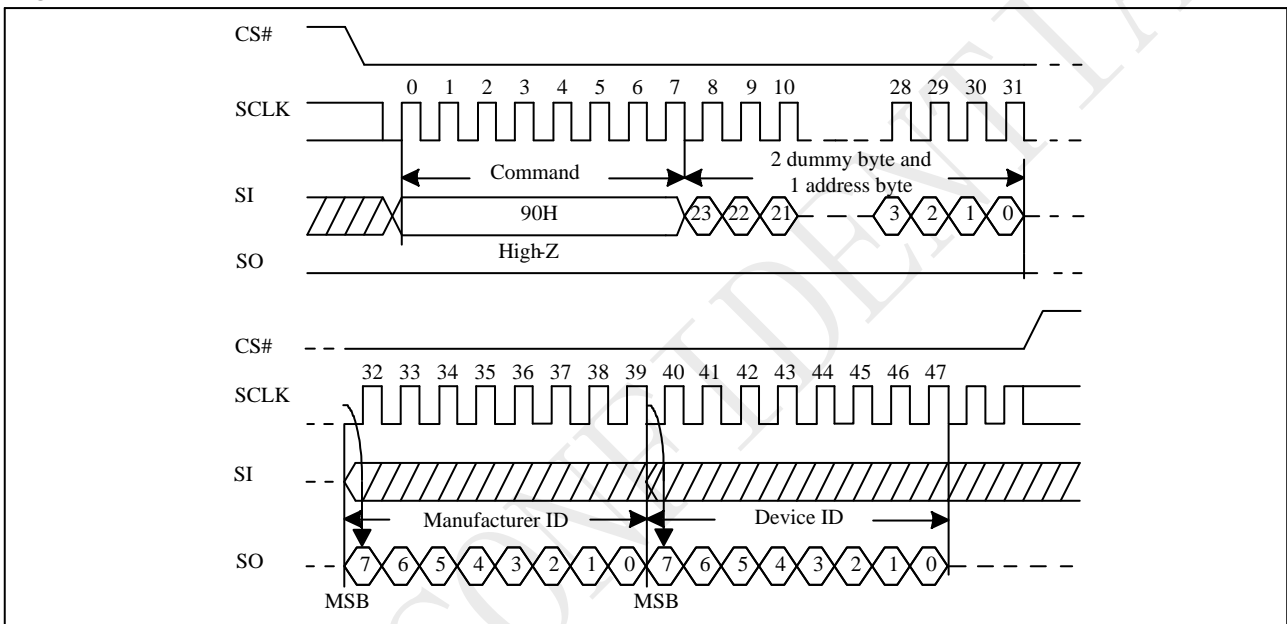 CS#
0 1 2 3 4 5 6 7 8 9 10 28 29 30 31
SCLK
Command
2 dummy byte and
1 address byte
SI
90H
23 22 21 3 2 1 0
High-Z
SO
CS#
32 33 34 35 36 37 38 39 40 41 42 43 44 45 46 47
SCLK
SI
Manufacturer ID
Device ID
SO
7 6 5 4 3 2 1 0 7 6 5 4 3 2 1 0
MSB MSB
CONFIDENTIA